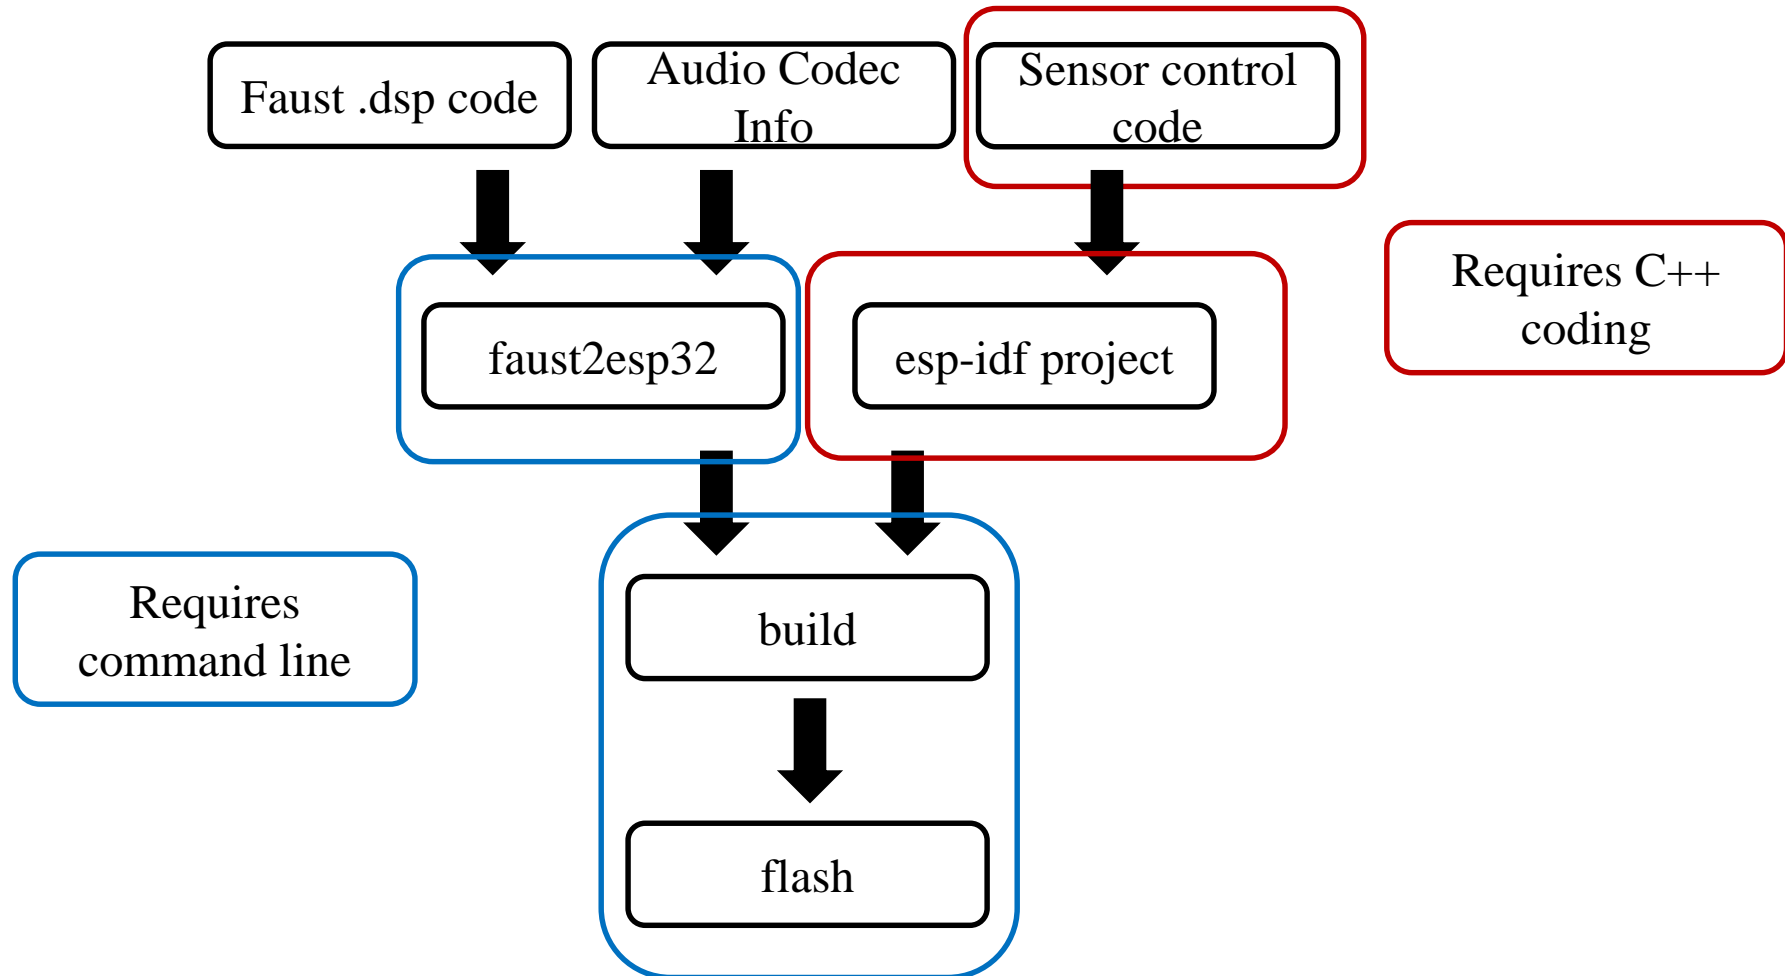 Faust .dsp code
Audio Codec
Info
Sensor control
code
faust2esp32
esp-idf project
Requires C++
coding
Requires
command line
build
flash